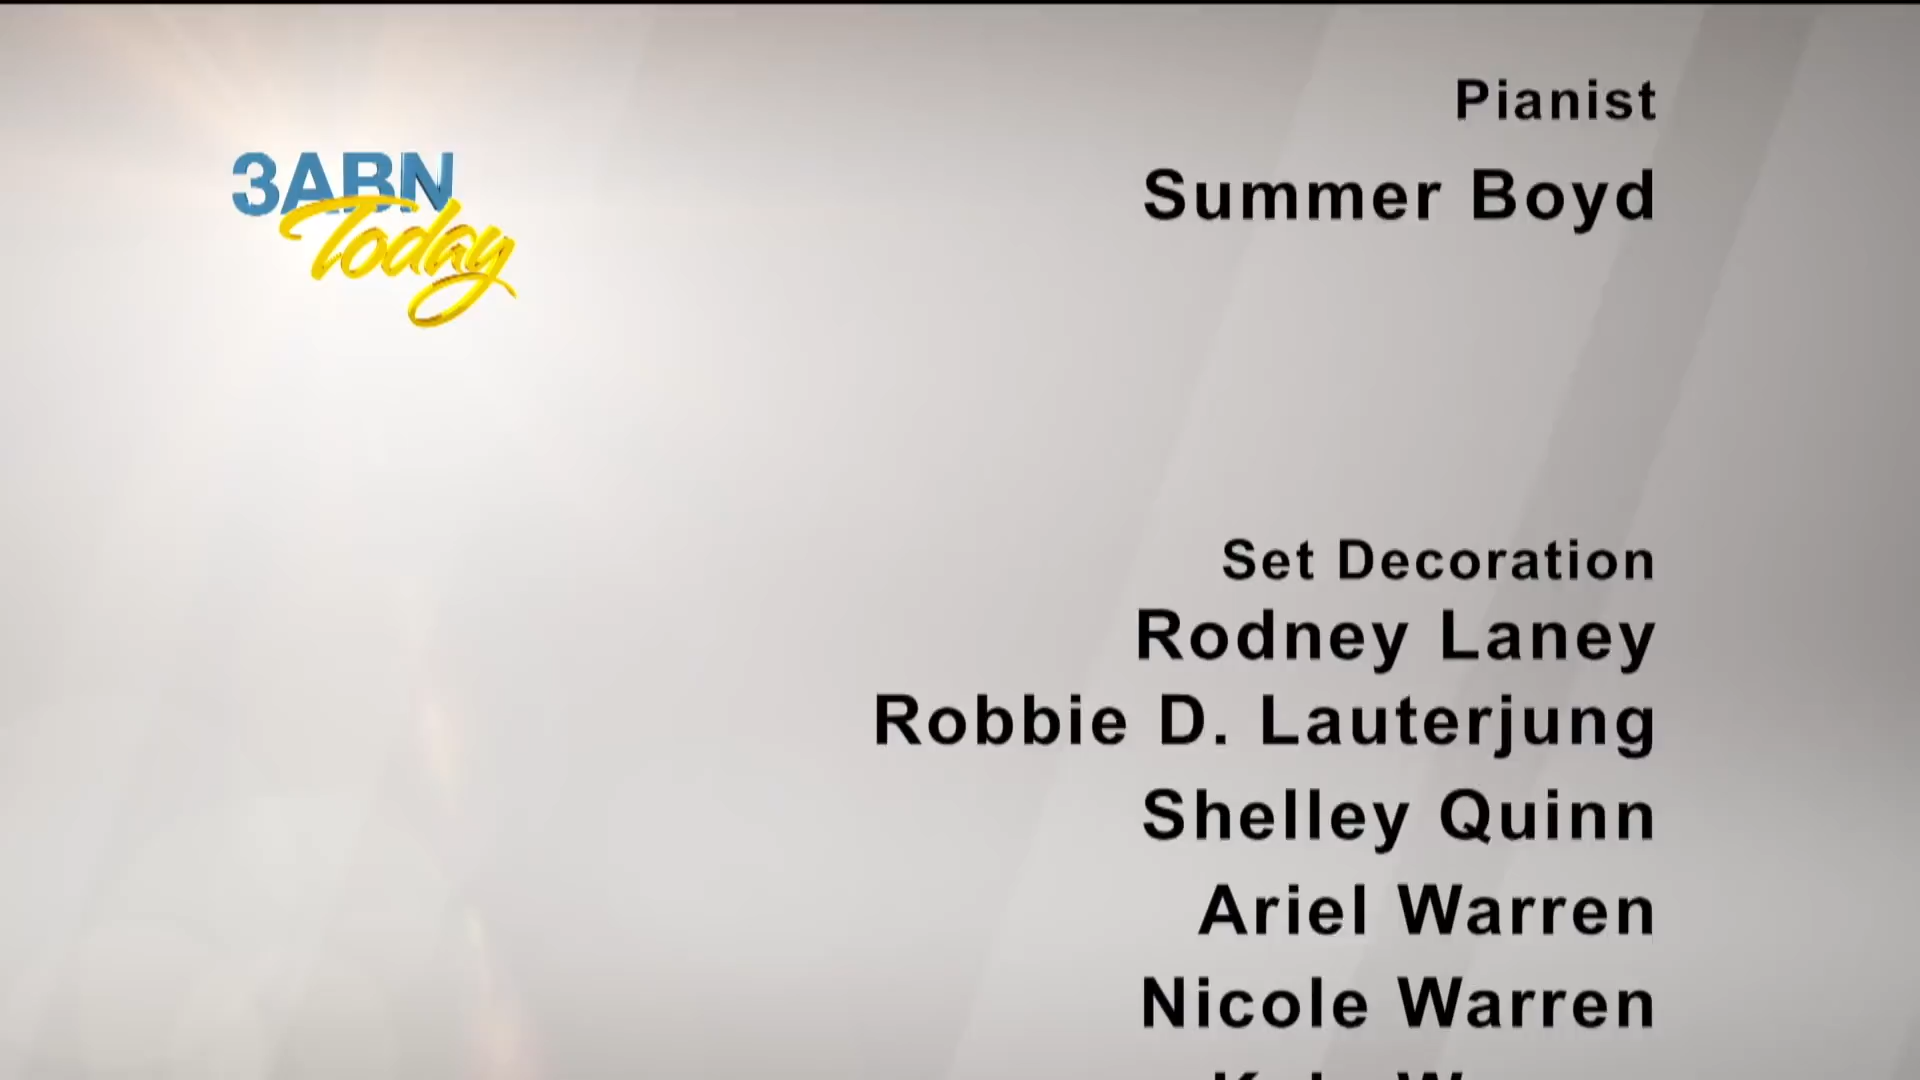 3ABN
Today
Pianist
Summer Boyd
Set Decoration
Rodney Laney
Robbie D. Lauterjung
Shelley Quinn
Ariel Warren
Nicole Warren